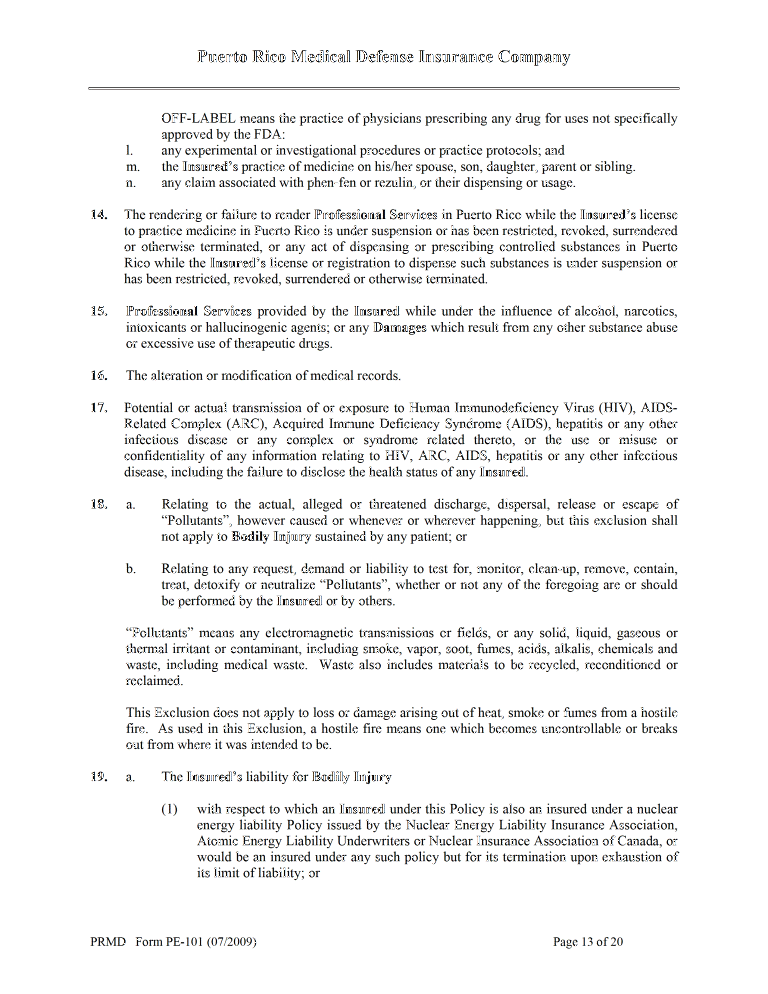 Puerto Rico Medical Defense Insurance Company
OFF-LABEL means the practice of physicians prescribing any drug for uses not specifically
approved by the FDA:
l. any experimental or investigational procedures or practice protocols; and
m. the Insured's practice of medicine on his/her spouse, son, daughter, parent or sibling.
n. any claim associated with phen-fen or rezulin, or their dispensing or usage.
14. The rendering or failure to render Professional Services in Puerto Rico while the Insured's license
to practice medicine in Puerto Rico is under suspension or has been restricted, revoked, surrendered
or otherwise terminated, or any act of dispensing or prescribing controlled substances in Puerto
Rico while the Insured's license or registration to dispense such substances is under suspension or
has been restricted, revoked, surrendered or otherwise terminated.
15. Professional Services provided by the Insured while under the influence of alcohol, narcotics,
intoxicants or hallucinogenic agents; or any Damages which result from any other substance abuse
or excessive use of therapeutic drugs.
16. The alteration or modification of medical records.
17. Potential or actual transmission of or exposure to Human Immunodeficiency Virus (HIV), AIDS-
Related Complex (ARC), Acquired Immune Deficiency Syndrome (AIDS), hepatitis or any other
infectious disease or any complex or syndrome related thereto, or the use or misuse or
confidentiality of any information relating to HIV, ARC, AIDS, hepatitis or any other infectious
disease, including the failure to disclose the health status of any Insured.
18. a. Relating to the actual, alleged or threatened discharge, dispersal, release or escape of
“Pollutants”, however caused or whenever or wherever happening, but this exclusion shall
not apply to Bodily Injury sustained by any patient; or
b. Relating to any request, demand or liability to test for, monitor, clean-up, remove, contain,
treat, detoxify or neutralize “Pollutants”, whether or not any of the foregoing are or should
be performed by the Insured or by others.
“Pollutants” means any electromagnetic transmissions or fields, or any solid, liquid, gaseous or
thermal irritant or contaminant, including smoke, vapor, soot, fumes, acids, alkalis, chemicals and
waste, including medical waste. Waste also includes materials to be recycled, reconditioned or
reclaimed.
This Exclusion does not apply to loss or damage arising out of heat, smoke or fumes from a hostile
fire. As used in this Exclusion, a hostile fire means one which becomes uncontrollable or breaks
out from where it was intended to be.
19. a. The Insured's liability for Bodily Injury
(1) with respect to which an Insured under this Policy is also an insured under a nuclear
energy liability Policy issued by the Nuclear Energy Liability Insurance Association,
Atomic Energy Liability Underwriters or Nuclear Insurance Association of Canada, or
would be an insured under any such policy but for its termination upon exhaustion of
its limit of liability; or
PRMD Form PE-101 (07/2009) Page 13 of 20